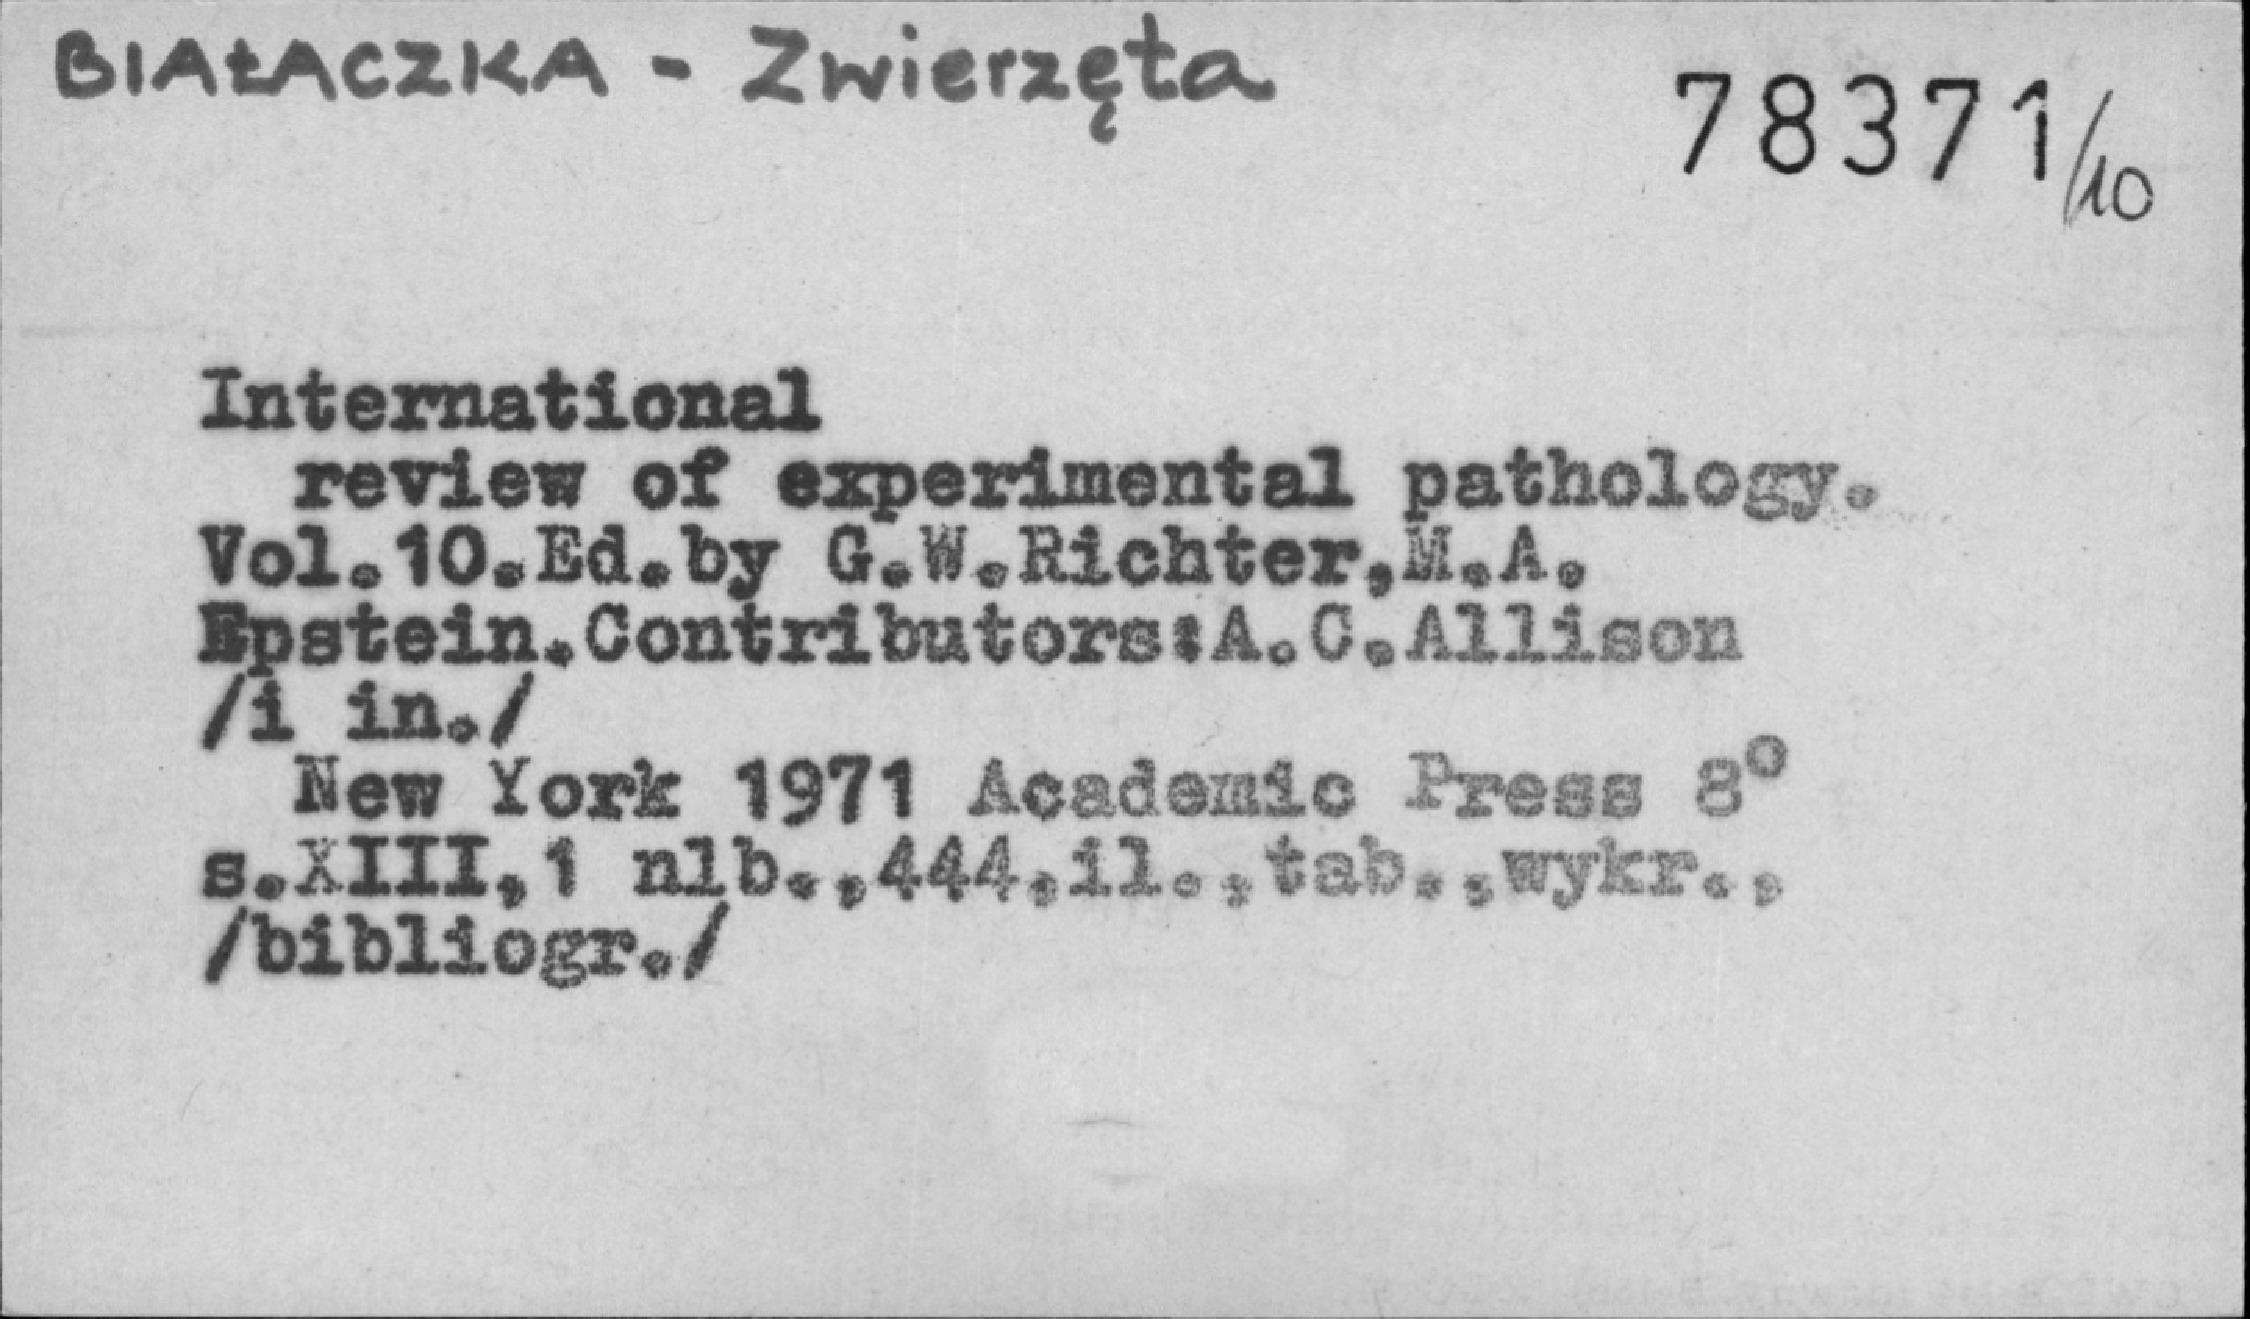 BIAŁACZKA - Zwierzęta
78371/10
International
review of experimental pathology.
Vol.10.Ed.by G.W.Richter,M.A.
Epstein.Contributors:A.C.Allison
/i in./
New York 1971 Academic Press 8°
s.XIII,1 nlb.,444,il.,tab.,wykr.,
/bibliogr./